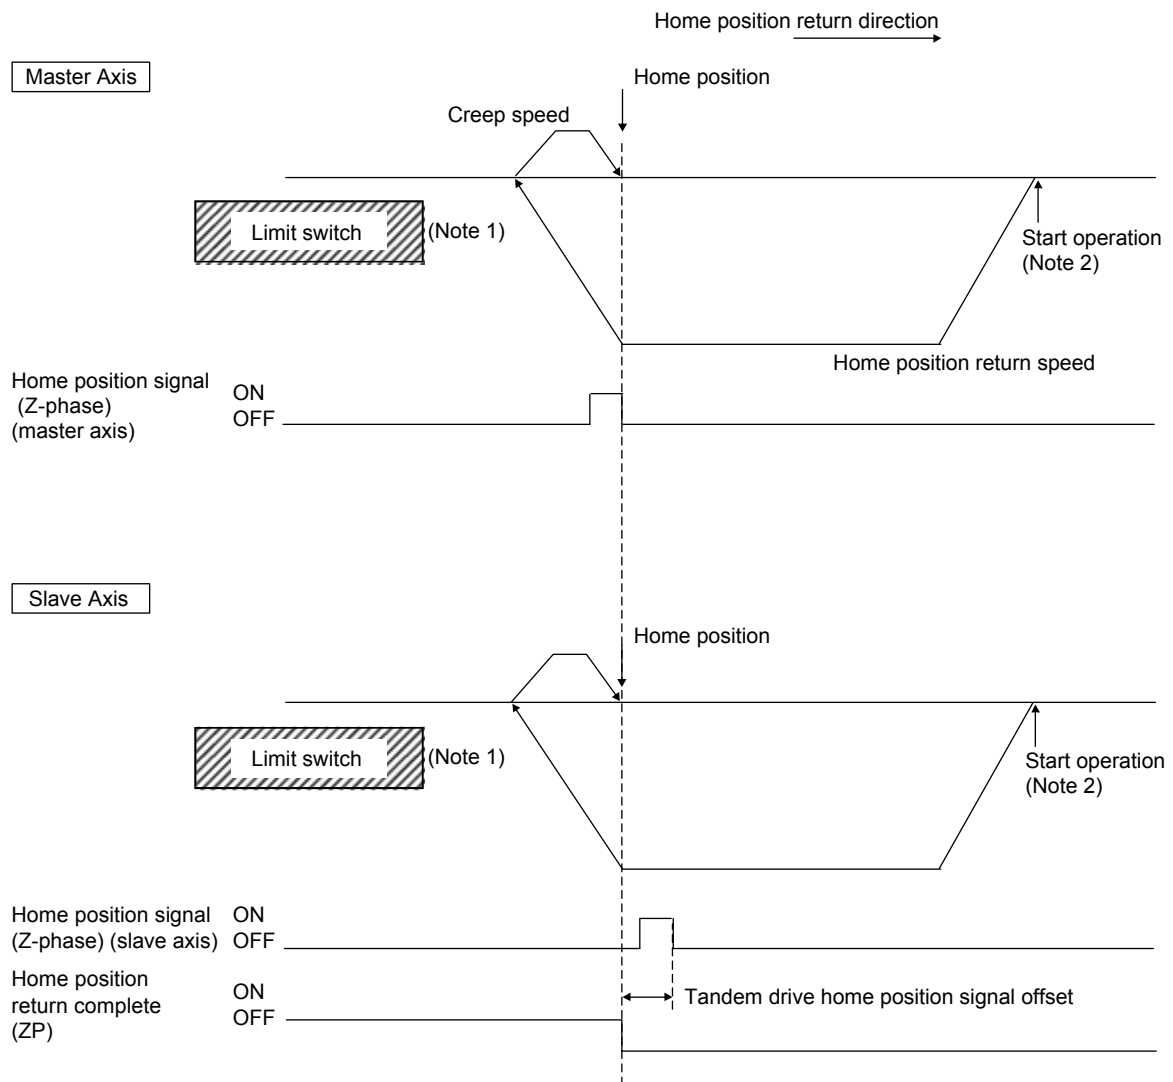 Home position return direction
Master Axis
Home position
Creep speed
Limit switch
(Note 1)
Start operation
(Note 2)
Home position return speed
Home position signal
(Z-phase)
(master axis)
ON
OFF
Slave Axis
Home position
Limit switch
(Note 1)
Start operation
(Note 2)
Home position signal
(Z-phase) (slave axis)
ON
OFF
Home position
return complete
(ZP)
ON
OFF
Tandem drive home position signal offset